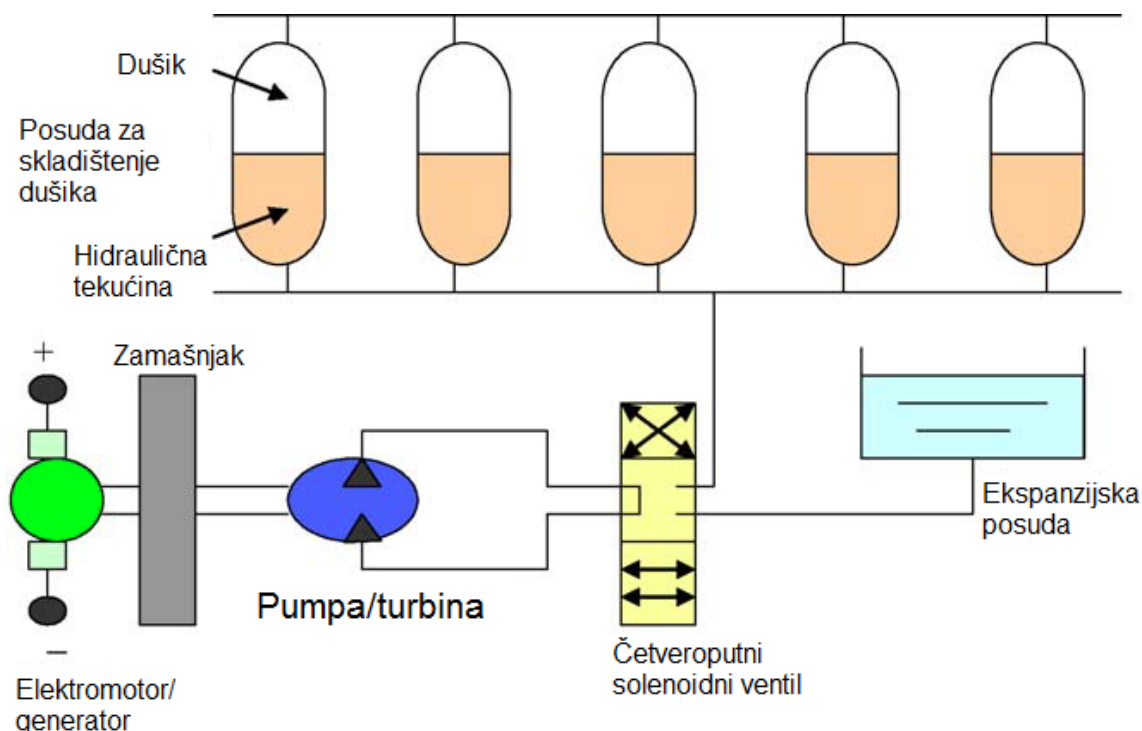 Dušik
Posuda za
skladištenje
dušika
Hidraulična
tekućina
+
Zamašnjak
Ekspanzijska
posuda
Pumpa/turbina
Četveroputni
solenoidni ventil
–
Elektromotor/
generator